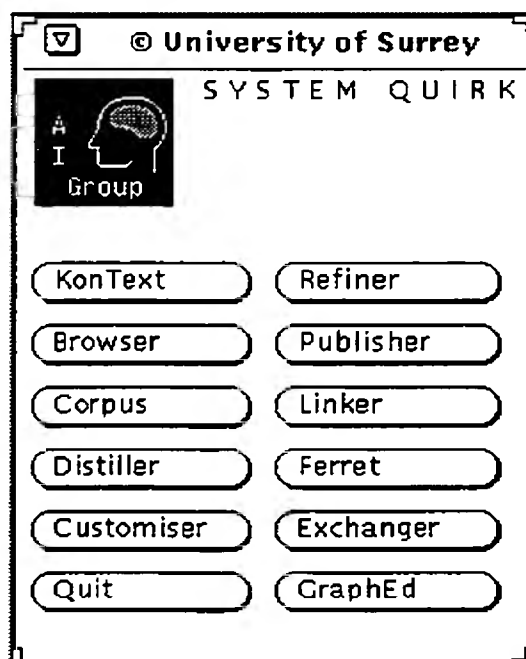 © University of Surrey
SYSTEM QUIRK
A
I
Group
KonText Refiner
Browser Publisher
Corpus Linker
Distiller Ferret
Customiser Exchanger
Quit GraphEd